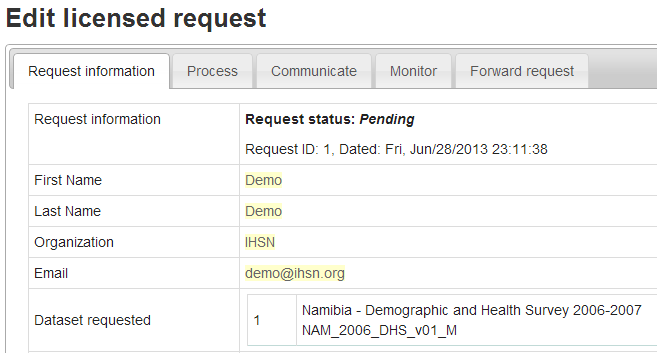 Edit licensed request
Request information Process Communicate Monitor Forward request
Request information Request status: Pending
Request ID: 1, Dated: Fri, Jun/28/2013 23:11:38
First Name Demo
Last Name Demo
Organization IHSN
Email demo@ihsn.org
Dataset requested 1 Namibia - Demographic and Health Survey 2006-2007
NAM_2006_DHS_v01_M